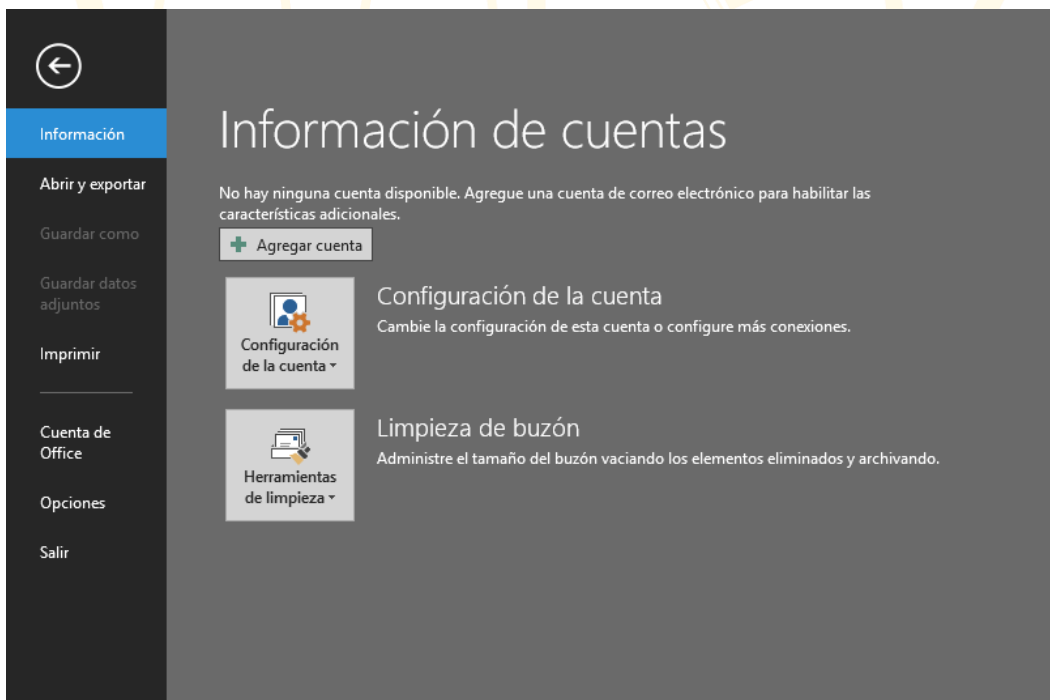 Información
Abrir y exportar
Guardar como
Guardar datos
adjuntos
Imprimir
Cuenta de
Office
Opciones
Salir
Información de cuentas
No hay ninguna cuenta disponible. Agregue una cuenta de correo electrónico para habilitar las
características adicionales.
Agregar cuenta
Configuración
de la cuenta
Configuración de la cuenta
Cambie la configuración de esta cuenta o configure más conexiones.
Herramientas
de limpieza
Limpieza de buzón
Administre el tamaño del buzón vaciando los elementos eliminados y archivando.